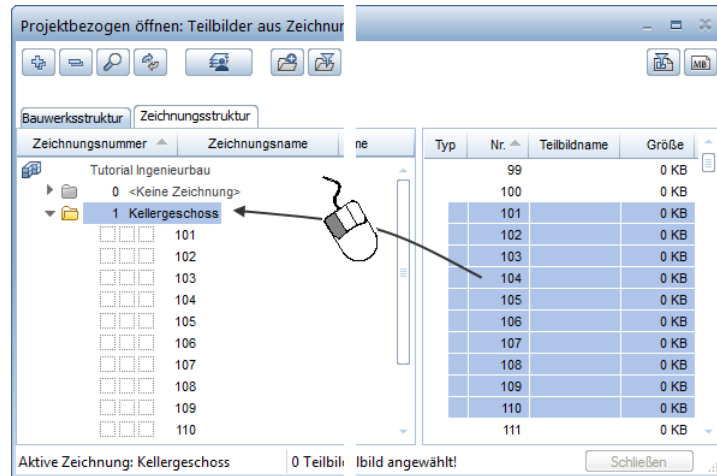 Projektbezogen öffnen: Teilbilder aus Zeichnur
MB
Bauwerksstruktur Zeichnungsstruktur
Zeichnungsnummer Zeichnungsname me Typ Nr. Teilbildname Größe
Tutorial Ingenieurbau 99 0 KB
0 <Keine Zeichnung> 100 0 KB
1 Kellergeschoss 101 0 KB
101 102 0 KB
102 103 0 KB
103 104 0 KB
104 105 0 KB
105 106 0 KB
106 107 0 KB
107 108 0 KB
108 109 0 KB
109 110 0 KB
110 111 0 KB
Aktive Zeichnung: Kellergeschoss 0 Teilbild lbild angewählt! Schließen